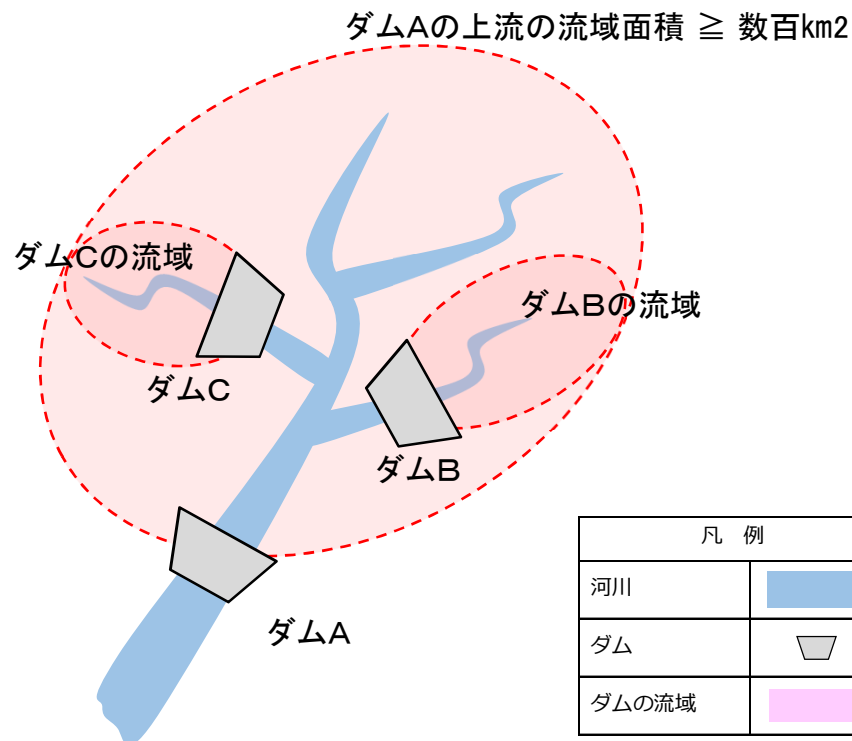 ダムAの上流の流域面積 ≧ 数百km2
ダムCの流域
ダムBの流域
ダムC
ダムB
ダムA
凡 例
河川
ダム
ダムの流域